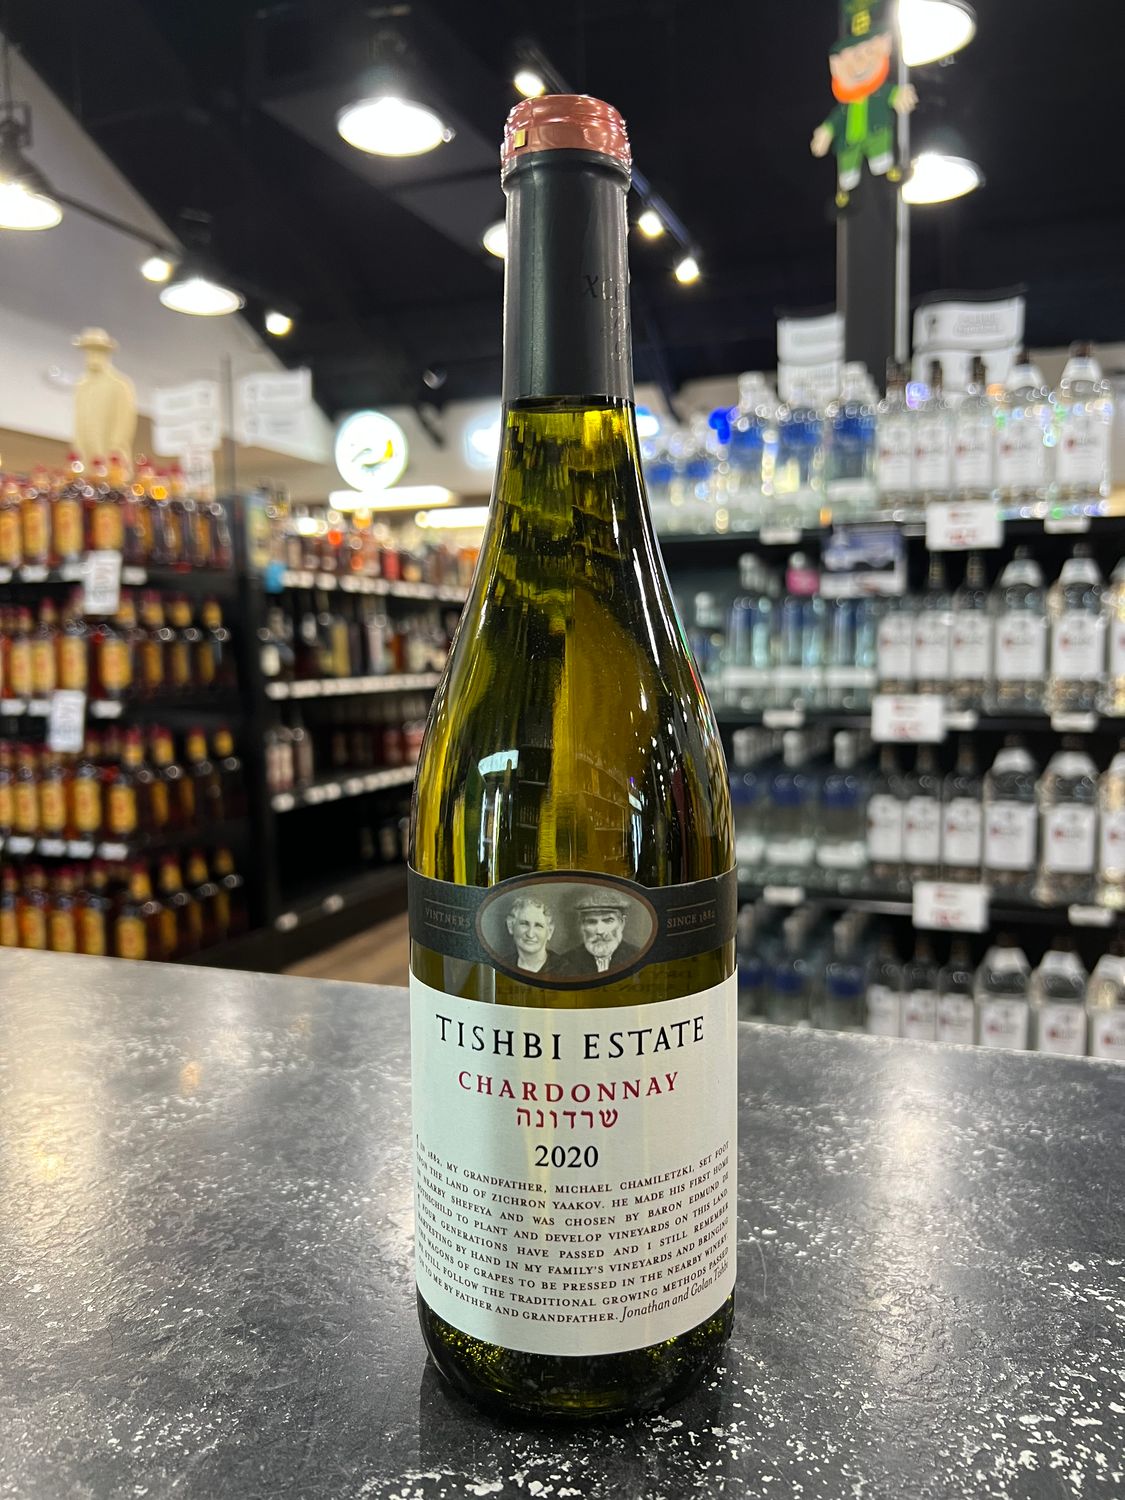 VINTNERS
SINCE 1882
TISHBI ESTATE
CHARDONNAY
שרדונה
2020
IN 1882, MY GRANDFATHER, MICHAEL CHAMILETZKI, SET FOOT
UPON THE LAND OF ZICHRON YAAKOV. HE MADE HIS FIRST HOME
IN NEARBY SHEFEYA AND WAS CHOSEN BY BARON EDMUND DE
ROTHSCHILD TO PLANT AND DEVELOP VINEYARDS ON THIS LAND.
FOUR GENERATIONS HAVE PASSED AND I STILL REMEMBER
HARVESTING BY HAND IN MY FAMILY'S VINEYARDS AND BRINGING
THE WAGONS OF GRAPES TO BE PRESSED IN THE NEARBY WINERY.
WE STILL FOLLOW THE TRADITIONAL GROWING METHODS PASSED
ON TO ME BY FATHER AND GRANDFATHER. Jonathan and Golan Tishbi